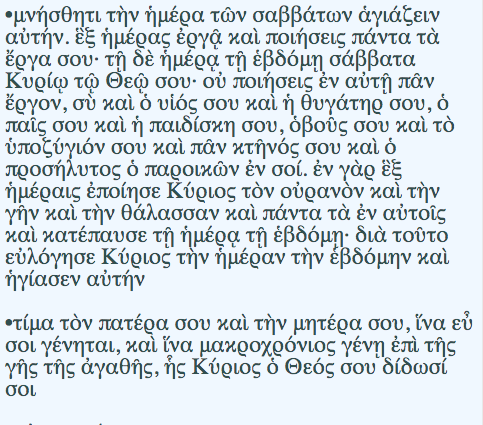 •μνήσθητι τὴν ἡμέρα τῶν σαββάτων ἁγιάζειν
αὐτήν. ἓξ ἡμέρας ἐργᾷ καὶ ποιήσεις πάντα τὰ
ἔργα σου· τῇ δὲ ἡμέρᾳ τῇ ἑβδόμῃ σάββατα
Κυρίῳ τῷ Θεῷ σου· οὐ ποιήσεις ἐν αὐτῇ πᾶν
ἔργον, σὺ καὶ ὁ υἱός σου καὶ ἡ θυγάτηρ σου, ὁ
παῖς σου καὶ ἡ παιδίσκη σου, ὁβοῦς σου καὶ τὸ
ὑποζύγιόν σου καὶ πᾶν κτῆνός σου καὶ ὁ
προσήλυτος ὁ παροικῶν ἐν σοί. ἐν γὰρ ἓξ
ἡμέραις ἐποίησε Κύριος τὸν οὐρανὸν καὶ τὴν
γῆν καὶ τὴν θάλασσαν καὶ πάντα τὰ ἐν αὐτοῖς
καὶ κατέπαυσε τῇ ἡμέρᾳ τῇ ἑβδόμῃ· διὰ τοῦτο
εὐλόγησε Κύριος τὴν ἡμέραν τὴν ἑβδόμην καὶ
ἡγίασεν αὐτήν
•τίμα τὸν πατέρα σου καὶ τὴν μητέρα σου, ἵνα εὖ
σοι γένηται, καὶ ἵνα μακροχρόνιος γένῃ ἐπὶ τῆς
γῆς τῆς ἀγαθῆς, ἧς Κύριος ὁ Θεός σου δίδωσί
σοι